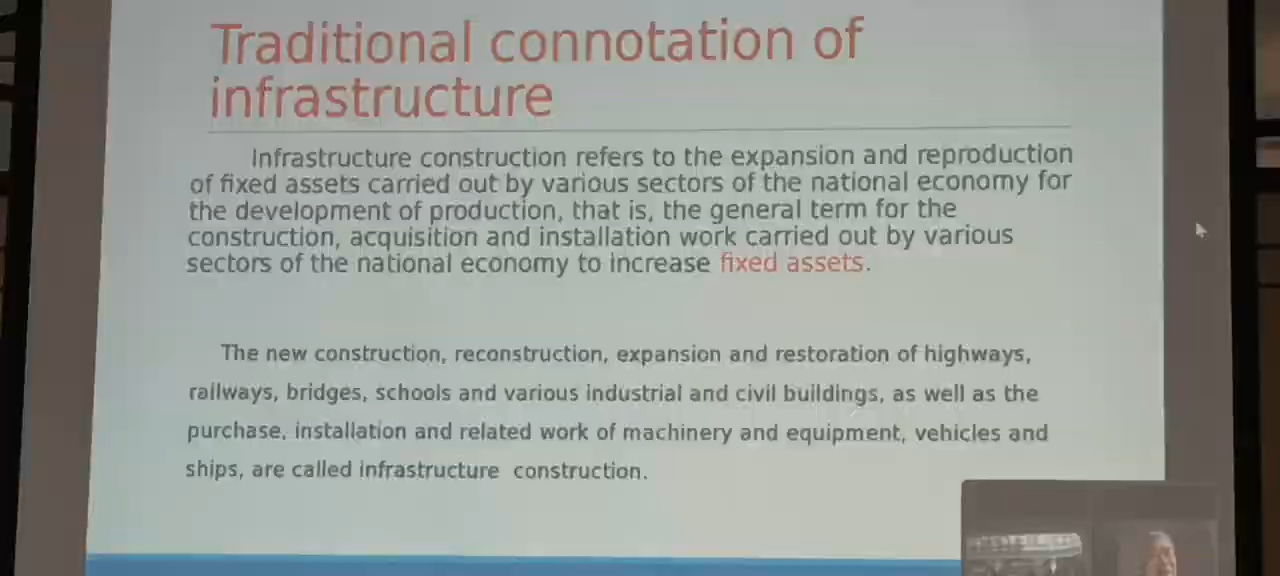 Traditional connotation of
infrastructure
Infrastructure construction refers to the expansion and reproduction
of fixed assets carried out by various sectors of the national economy for
the development of production, that is, the general term for the
construction, acquisition and installation work carried out by various
sectors of the national economy to increase fixed assets.
The new construction, reconstruction, expansion and restoration of highways,
railways, bridges, schools and various industrial and civil buildings, as well as the
purchase, installation and related work of machinery and equipment, vehicles and
ships, are called infrastructure construction.